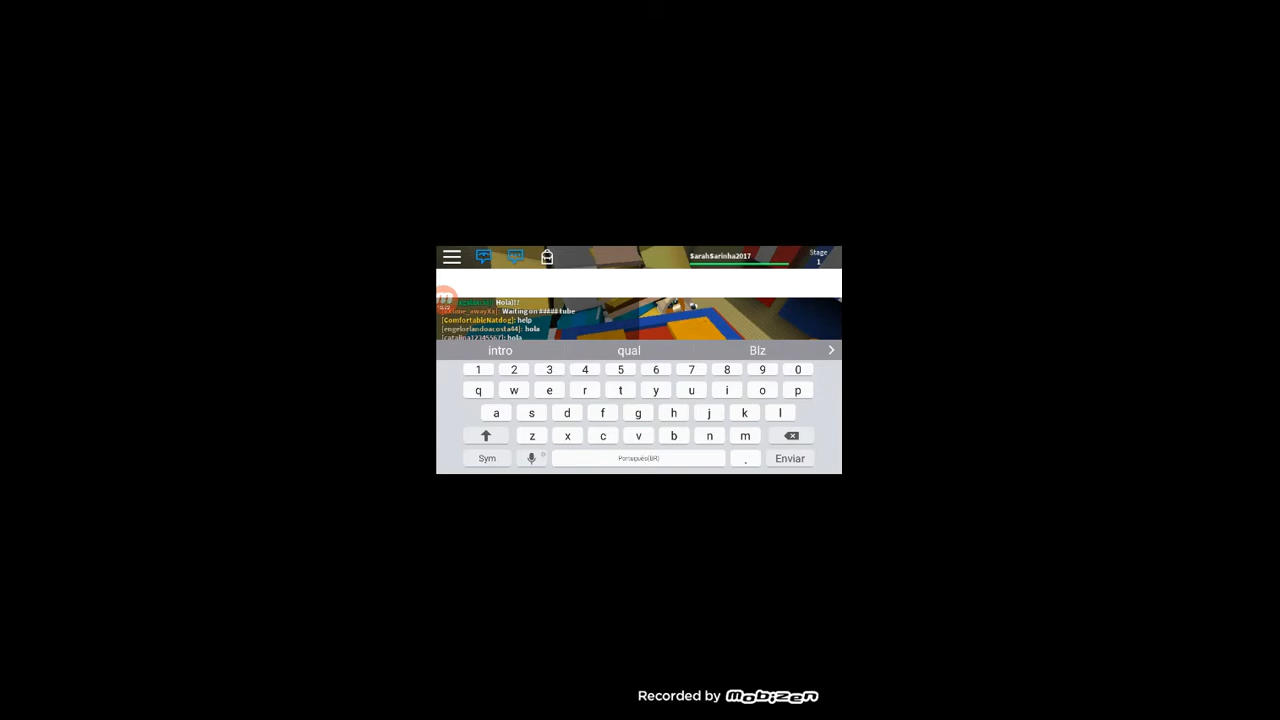 SarahSarinha2017
Stage
1
Hola)!!
Waiting on ##### tube
[ComfortableNatdog]: help
[engelorlandoacosta44]: hola
[catalina12345567]: hola
intro qual Blz
1 2 3 4 5 6 7 8 9 0
q w e r t y u i o p
a s d f g h j k l
z x c v b n m
Sym Português(BR) . Enviar
Recorded by Mobizen